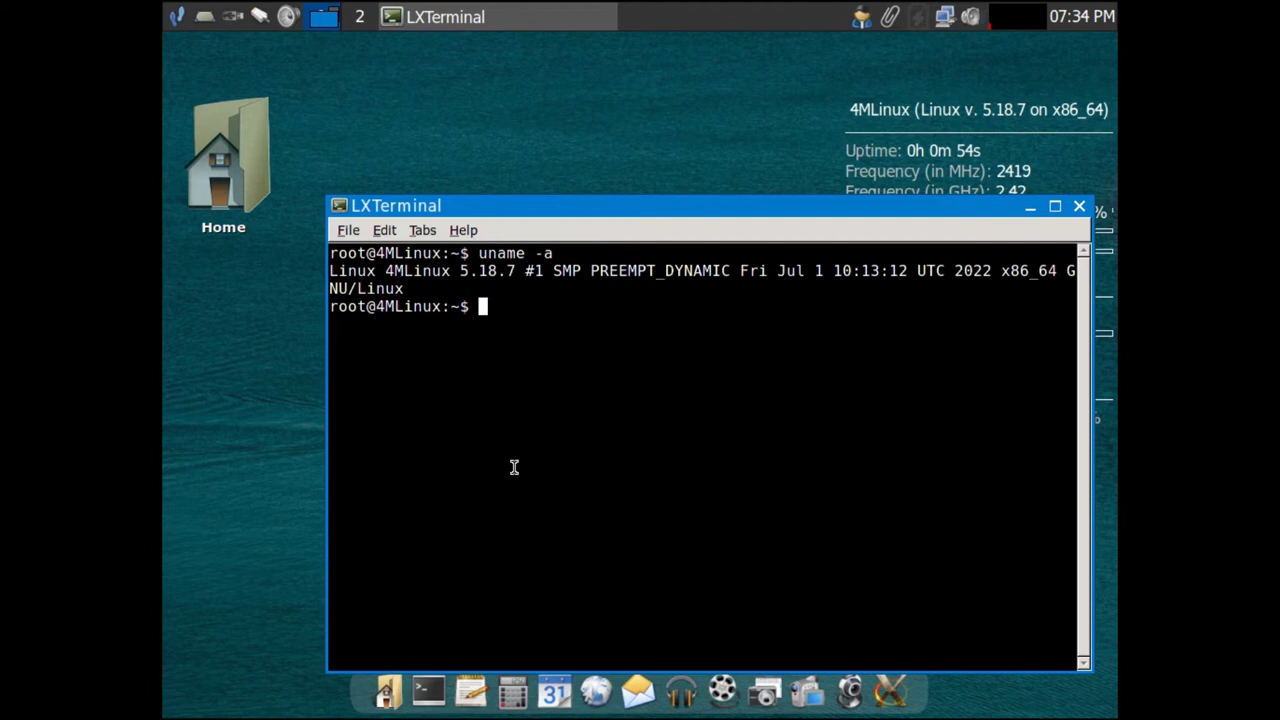 2 LXTerminal 07:34 PM
Home
4MLinux (Linux v. 5.18.7 on x86_64)
Uptime: 0h 0m 54s
Frequency (in MHz): 2419
Frequency (in GHz): 2.42
LXTerminal
%
File Edit Tabs Help
root@4MLinux:~$ uname -a
Linux 4MLinux 5.18.7 #1 SMP PREEMPT_DYNAMIC Fri Jul 1 10:13:12 UTC 2022 x86_64 G
NU/Linux
root@4MLinux:~$
31